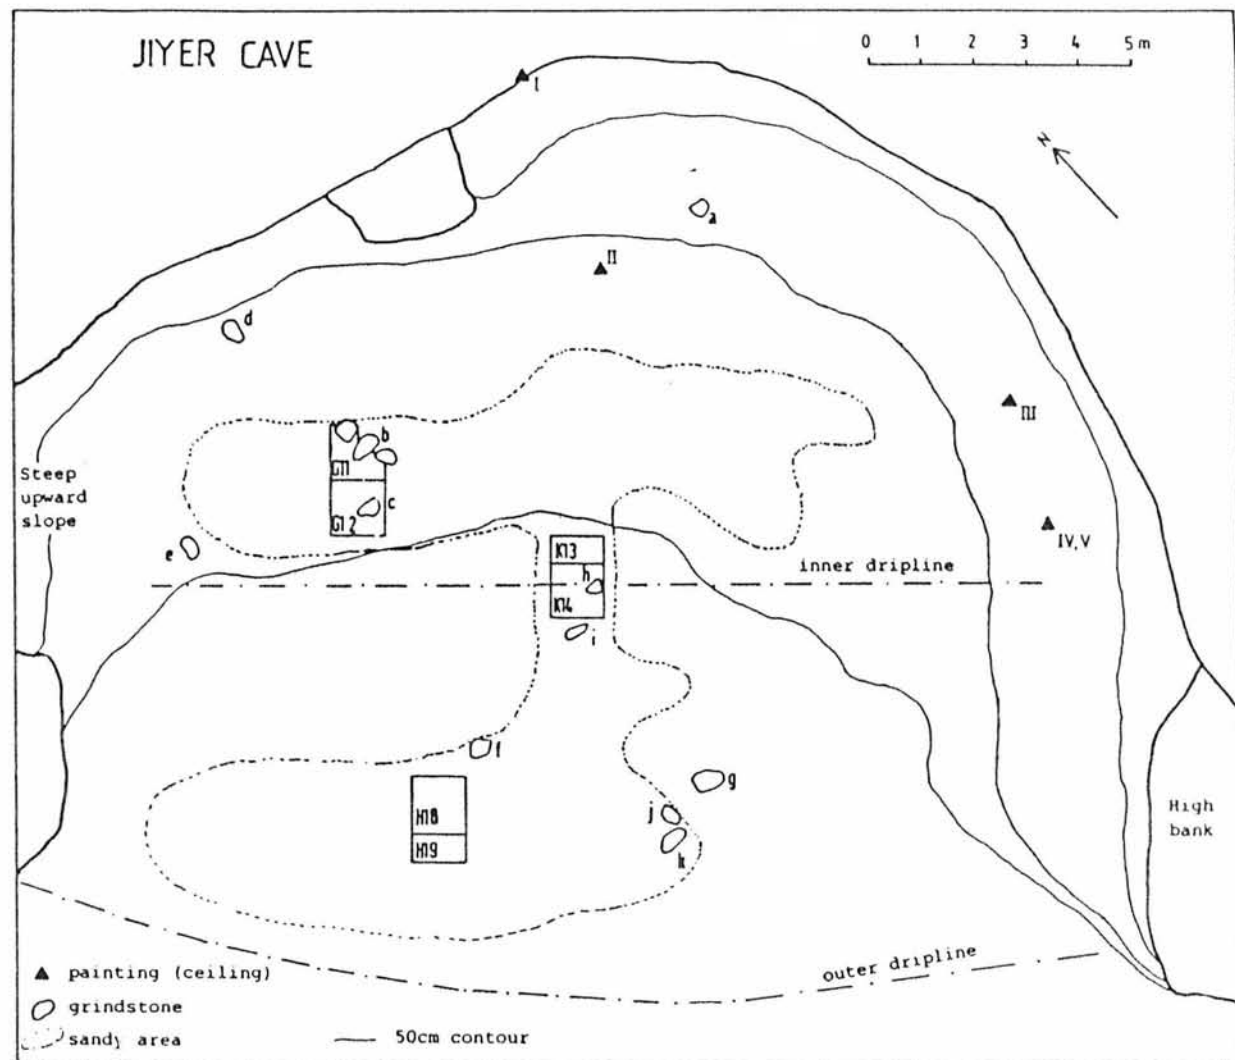 JIYER CAVE
0 1 2 3 4 5 m
N
I
a
II
d
III
b
G11
c
G12
Steep
upward
slope
e
IV, V
K13
inner dripline
h
K14
i
f
g
j
H18
High
bank
H19
k
outer dripline
painting (ceiling)
grindstone
sandy area
50cm contour